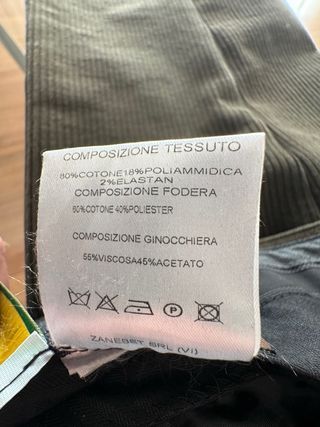 COMPOSIZIONE TESSUTO
80%COTONE18%POLIAMMIDICA
2%ELASTAN
COMPOSIZIONE FODERA
60%COTONE 40%POLIESTER
COMPOSIZIONE GINOCCHIERA
55%VISCOSA45%ACETATO
P
ZANEBET SRL (VI)